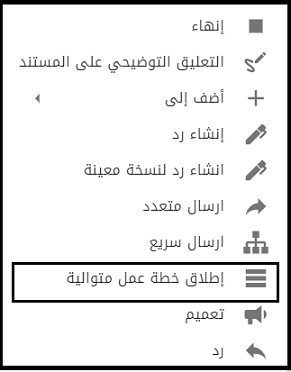 إنهاء
التعليق التوضيحي على المستند
أضف إلى
إنشاء رد
انشاء رد لنسخة معينة
ارسال متعدد
ارسال سريع
إطلاق خطة عمل متوالية
تعميم
رد